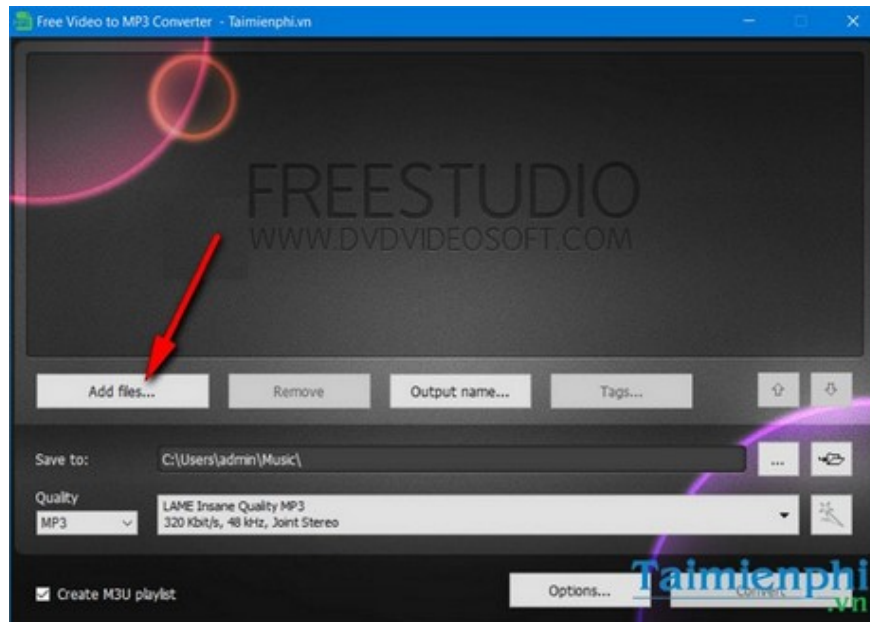 Free Video to MP3 Converter - Taimienphi.vn
FREESTUDIO
WWW.DVDVIDEOSOFT.COM
Add files...
Remove
Output name...
Tags...
Save to:
C:\Users\admin\Music\
...
Quality
MP3
LAME Insane Quality MP3
320 Kbit/s, 48 kHz, Joint Stereo
Create M3U playlist
Options...
Convert
Taimienphi
.vn